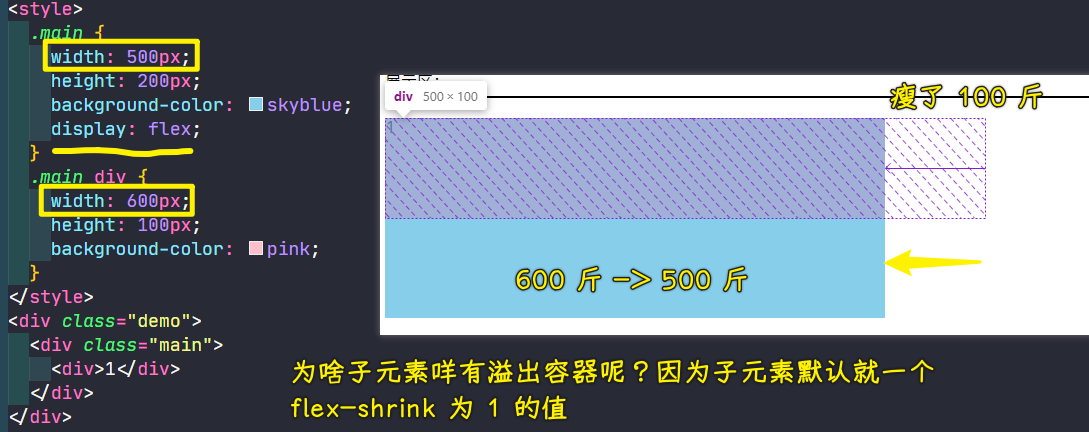 <style>
.main {
width: 500px;
height: 200px;
background-color: skyblue;
display: flex;
}
.main div {
width: 600px;
height: 100px;
background-color: pink;
}
</style>
<div class="demo">
<div class="main">
<div>1</div>
</div>
</div>
展示区：
div 500 × 100
瘦了 100 斤
1
600 斤 -> 500 斤
为啥子元素咩有溢出容器呢？因为子元素默认就一个
flex-shrink 为 1 的值